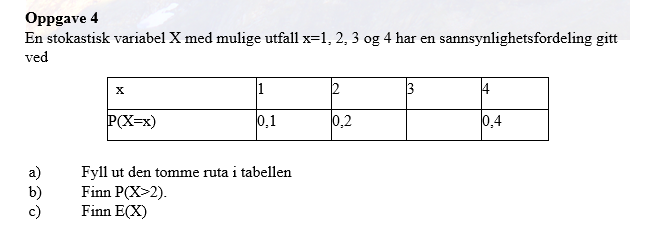 Oppgave 4
En stokastisk variabel X med mulige utfall x=1, 2, 3 og 4 har en sannsynlighetsfordeling gitt
ved
x 1 2 3 4
P(X=x) 0,1 0,2 0,4
a) Fyll ut den tomme ruta i tabellen
b) Finn P(X>2).
c) Finn E(X)